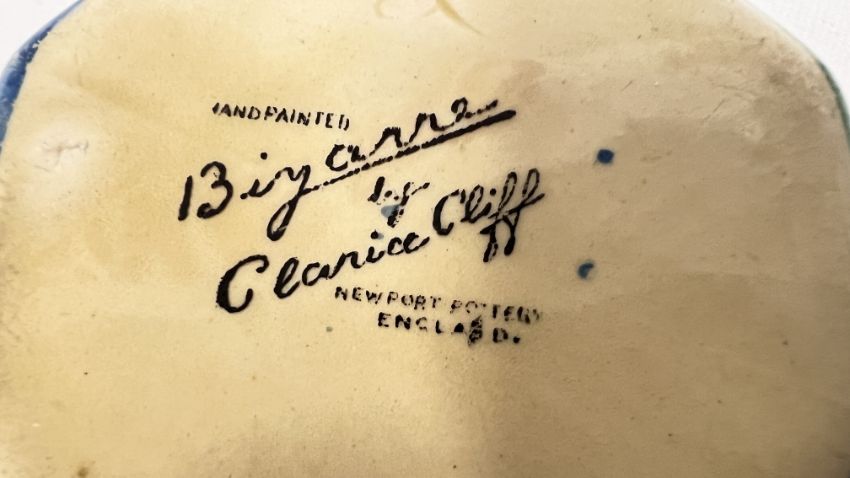 HANDPAINTED
Bizarre
by
Clarice Cliff
NEWPORT POTTERY
ENGLAND.